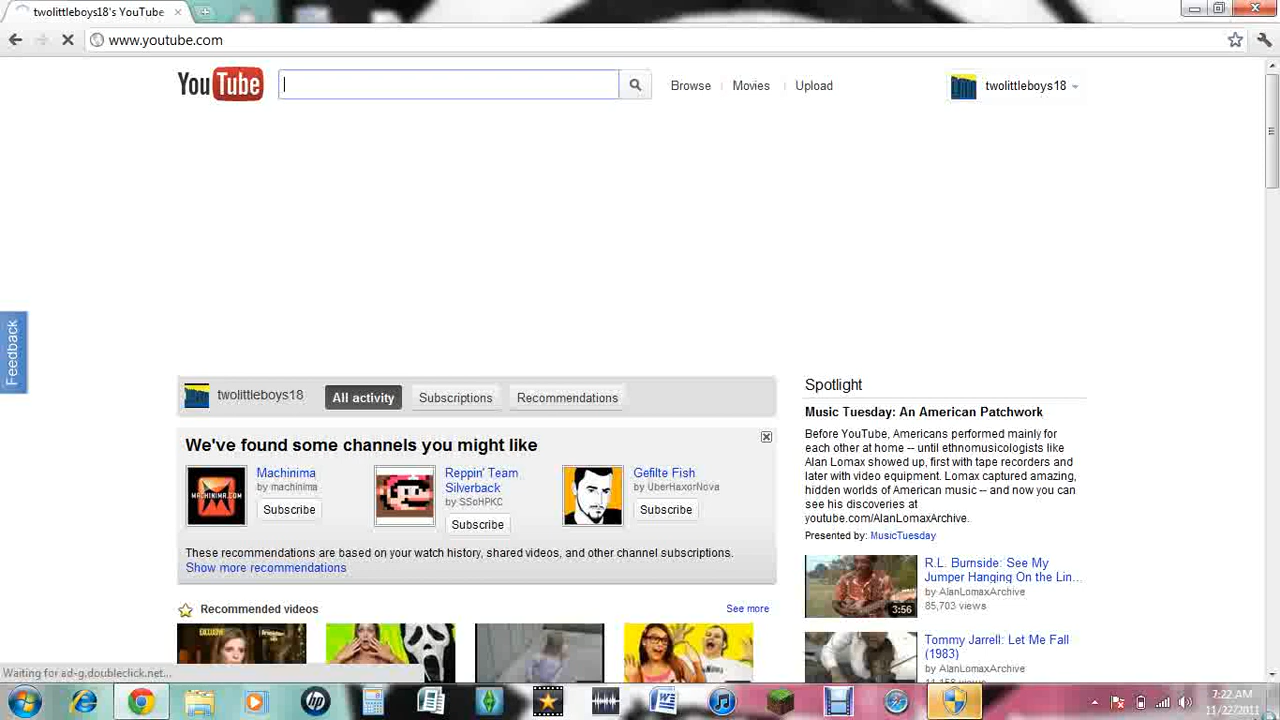 twolittleboys18's YouTube
www.youtube.com
YouTube
Browse
Movies
Upload
twolittleboys18
Feedback
twolittleboys18
All activity
Subscriptions
Recommendations
We've found some channels you might like
Machinima
by machinima
Subscribe
Reppin' Team
Silverback
by SSoHPKC
Subscribe
Gefilte Fish
by UberHaxorNova
Subscribe
These recommendations are based on your watch history, shared videos, and other channel subscriptions.
Show more recommendations
Recommended videos
See more
EXCLUSIVE
Spotlight
Music Tuesday: An American Patchwork
Before YouTube, Americans performed mainly for
each other at home -- until ethnomusicologists like
Alan Lomax showed up, first with tape recorders and
later with video equipment. Lomax captured amazing,
hidden worlds of American music -- and now you can
see his discoveries at
youtube.com/AlanLomaxArchive.
Presented by: MusicTuesday
3:56
R.L. Burnside: See My
Jumper Hanging On the Lin...
by AlanLomaxArchive
85,703 views
Tommy Jarrell: Let Me Fall
(1983)
by AlanLomaxArchive
11,158 views
Waiting for ad-g.doubleclick.net...
7:22 AM
11/22/2011